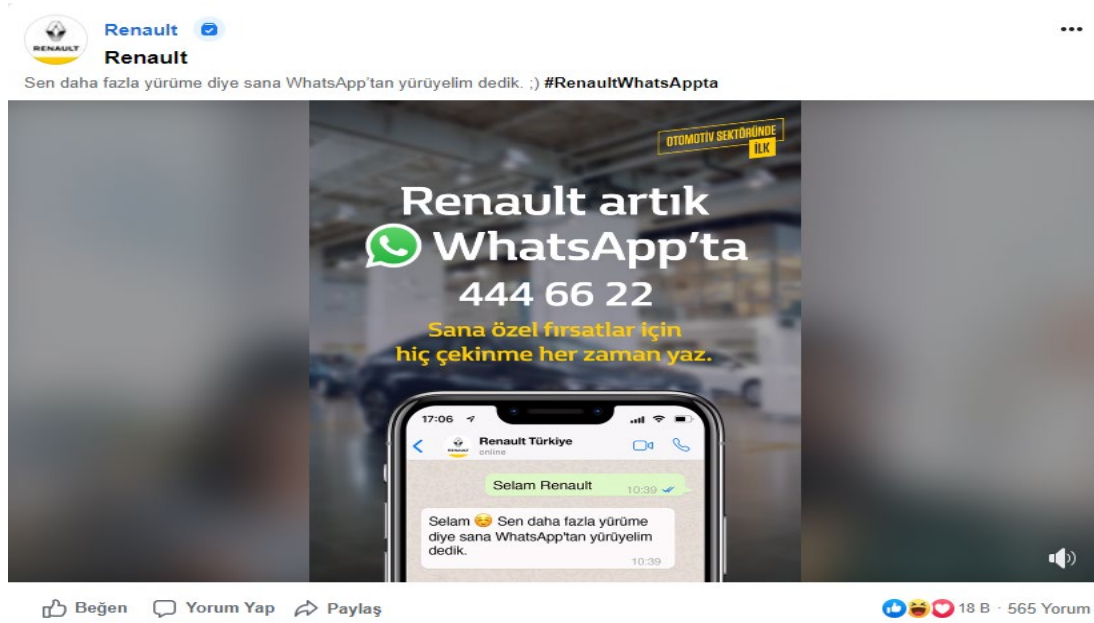 Renault
RENAULT
Renault
Sen daha fazla yürüme diye sana WhatsApp'tan yürüyelim dedik. ;) #RenaultWhatsAppta
OTOMOTİV SEKTÖRÜNDE
İLK
Renault artık
WhatsApp'ta
444 66 22
Sana özel fırsatlar için
hiç çekinme her zaman yaz.
17:06
Renault Türkiye
online
Selam Renault 10:39
Selam ☺️ Sen daha fazla yürüme
diye sana WhatsApp'tan yürüyelim
dedik.
10:39
Beğen Yorum Yap Paylaş 18 B · 565 Yorum